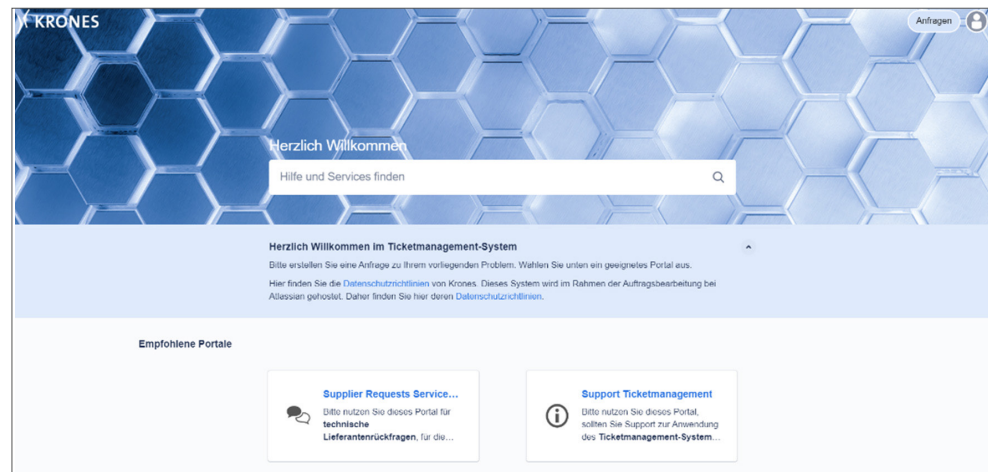 KRONES
Anfragen
Herzlich Willkommen
Hilfe und Services finden
Herzlich Willkommen im Ticketmanagement-System
Bitte erstellen Sie eine Anfrage zu Ihrem vorliegenden Problem. Wählen Sie unten ein geeignetes Portal aus.
Hier finden Sie die Datenschutzrichtlinien von Krones. Dieses System wird im Rahmen der Auftragsbearbeitung bei
Atlassian gehostet. Daher finden Sie hier deren Datenschutzrichtlinien.
Empfohlene Portale
Supplier Requests Service...
Bitte nutzen Sie dieses Portal für
technische
Lieferantenrückfragen, für die...
Support Ticketmanagement
Bitte nutzen Sie dieses Portal,
sollten Sie Support zur Anwendung
des Ticketmanagement-System...